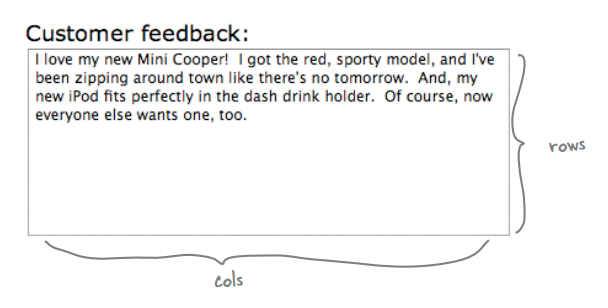 Customer feedback:
I love my new Mini Cooper!  I got the red, sporty model, and I've
been zipping around town like there's no tomorrow.  And, my
new iPod fits perfectly in the dash drink holder.  Of course, now
everyone else wants one, too.
rows
cols